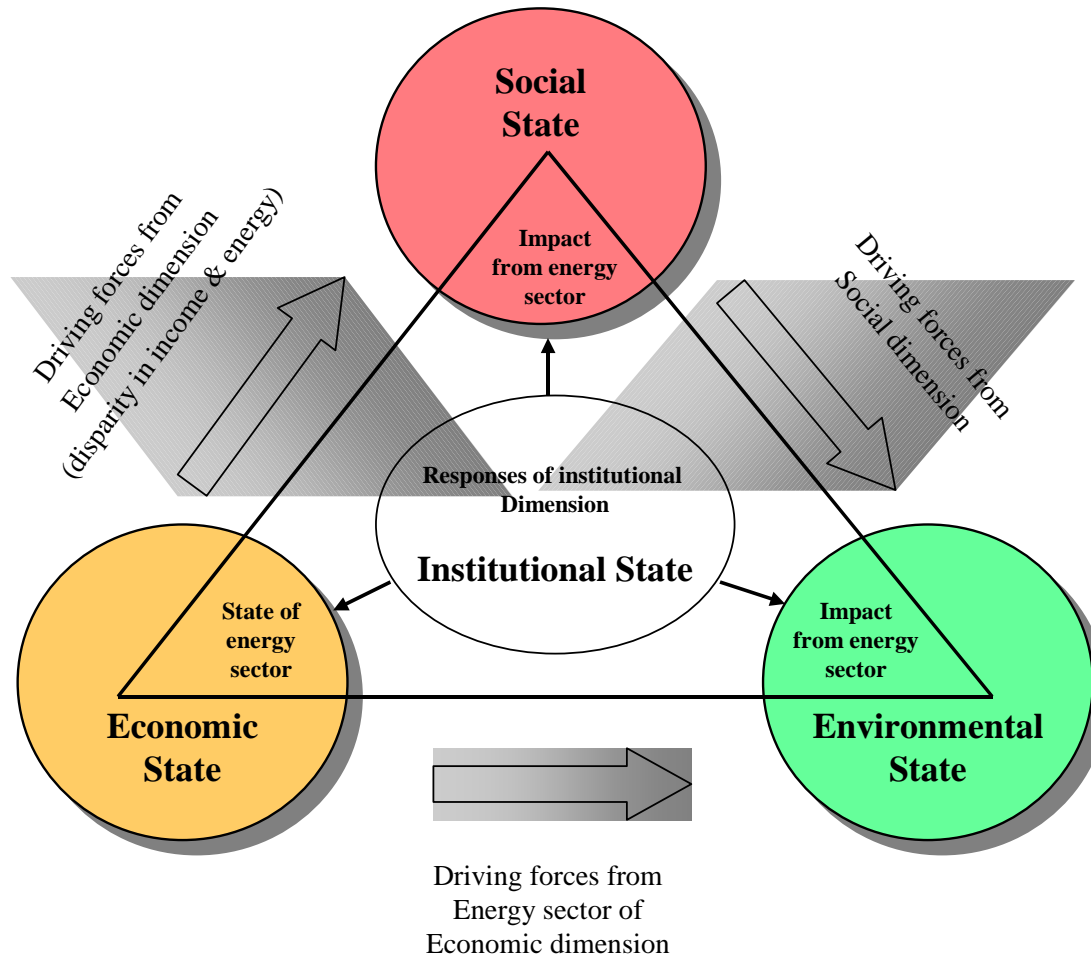 Social
State
Impact
from energy
sector
Driving forces from
Economic dimension
(disparity in income & energy)
Driving forces from
Social dimension
Responses of institutional
Dimension
Institutional State
State of
energy
sector
Economic
State
Impact
from energy
sector
Environmental
State
Driving forces from
Energy sector of
Economic dimension